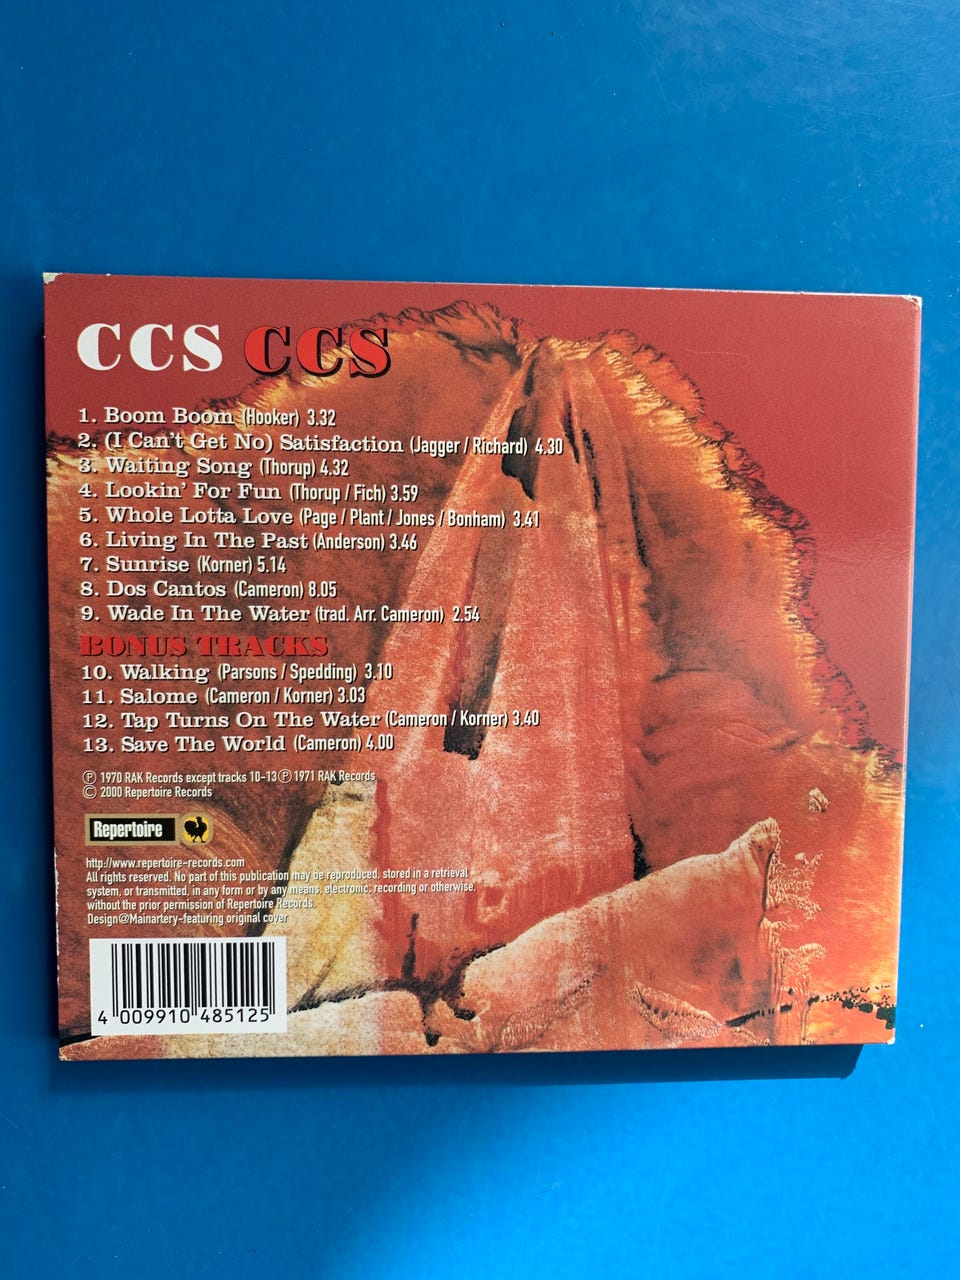 CCS CCS
1. Boom Boom (Hooker) 3.32
2. (I Can't Get No) Satisfaction (Jagger / Richard) 4.30
3. Waiting Song (Thorup) 4.32
4. Lookin' For Fun (Thorup / Fich) 3.59
5. Whole Lotta Love (Page / Plant / Jones / Bonham) 3.41
6. Living In The Past (Anderson) 3.46
7. Sunrise (Korner) 5.14
8. Dos Cantos (Cameron) 8.05
9. Wade In The Water (trad. Arr. Cameron) 2.54
BONUS TRACKS
10. Walking (Parsons / Spedding) 3.10
11. Salome (Cameron / Korner) 3.03
12. Tap Turns On The Water (Cameron / Korner) 3.40
13. Save The World (Cameron) 4.00
℗ 1970 RAK Records except tracks 10-13 ℗ 1971 RAK Records
© 2000 Repertoire Records
Repertoire
http://www.repertoire-records.com
All rights reserved. No part of this publication may be reproduced, stored in a retrieval
system, or transmitted, in any form or by any means, electronic, recording or otherwise,
without the prior permission of Repertoire Records.
Design@Mainartery-featuring original cover
4 009910 485125